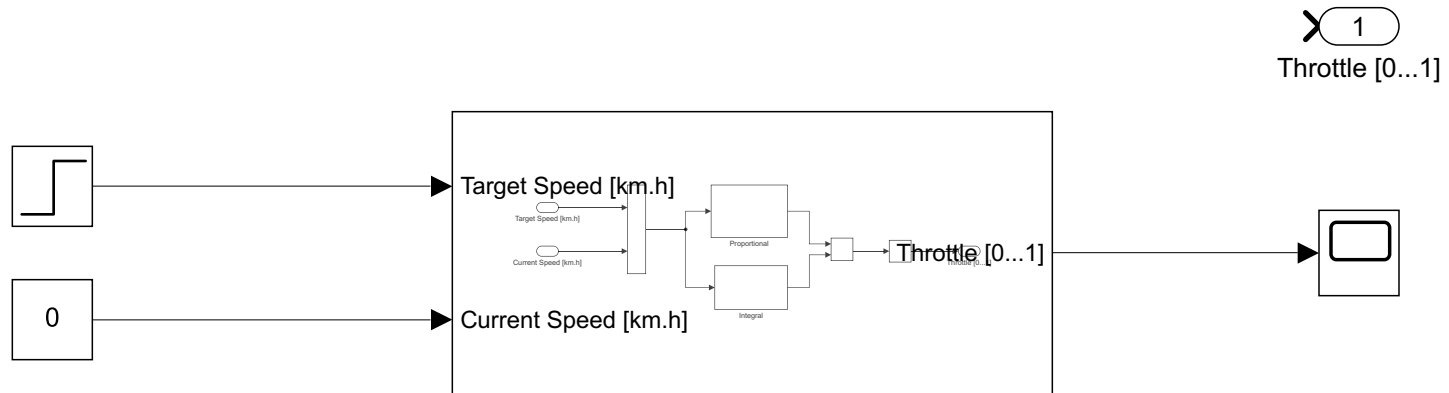 1
Throttle [0...1]
Target Speed [km.h]
Target Speed [km.h]
Proportional
Throttle [0...1]
Current Speed [km.h]
Integral
0
Current Speed [km.h]